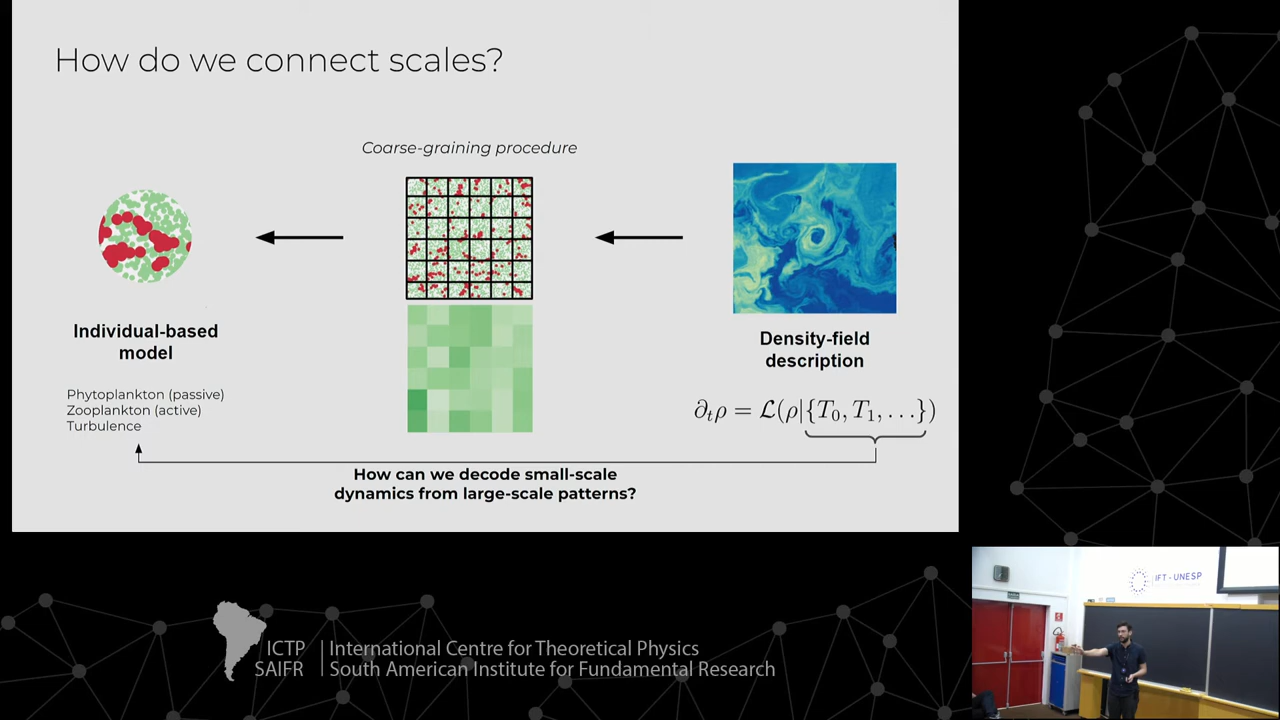 How do we connect scales?
Coarse-graining procedure
Individual-based
model
Phytoplankton (passive)
Zooplankton (active)
Turbulence
Density-field
description
∂ₜρ = ℒ(ρ|{T₀, T₁, . . .})
How can we decode small-scale
dynamics from large-scale patterns?
IFT - UNESP
ICTP
SAIFR
International Centre for Theoretical Physics
South American Institute for Fundamental Research